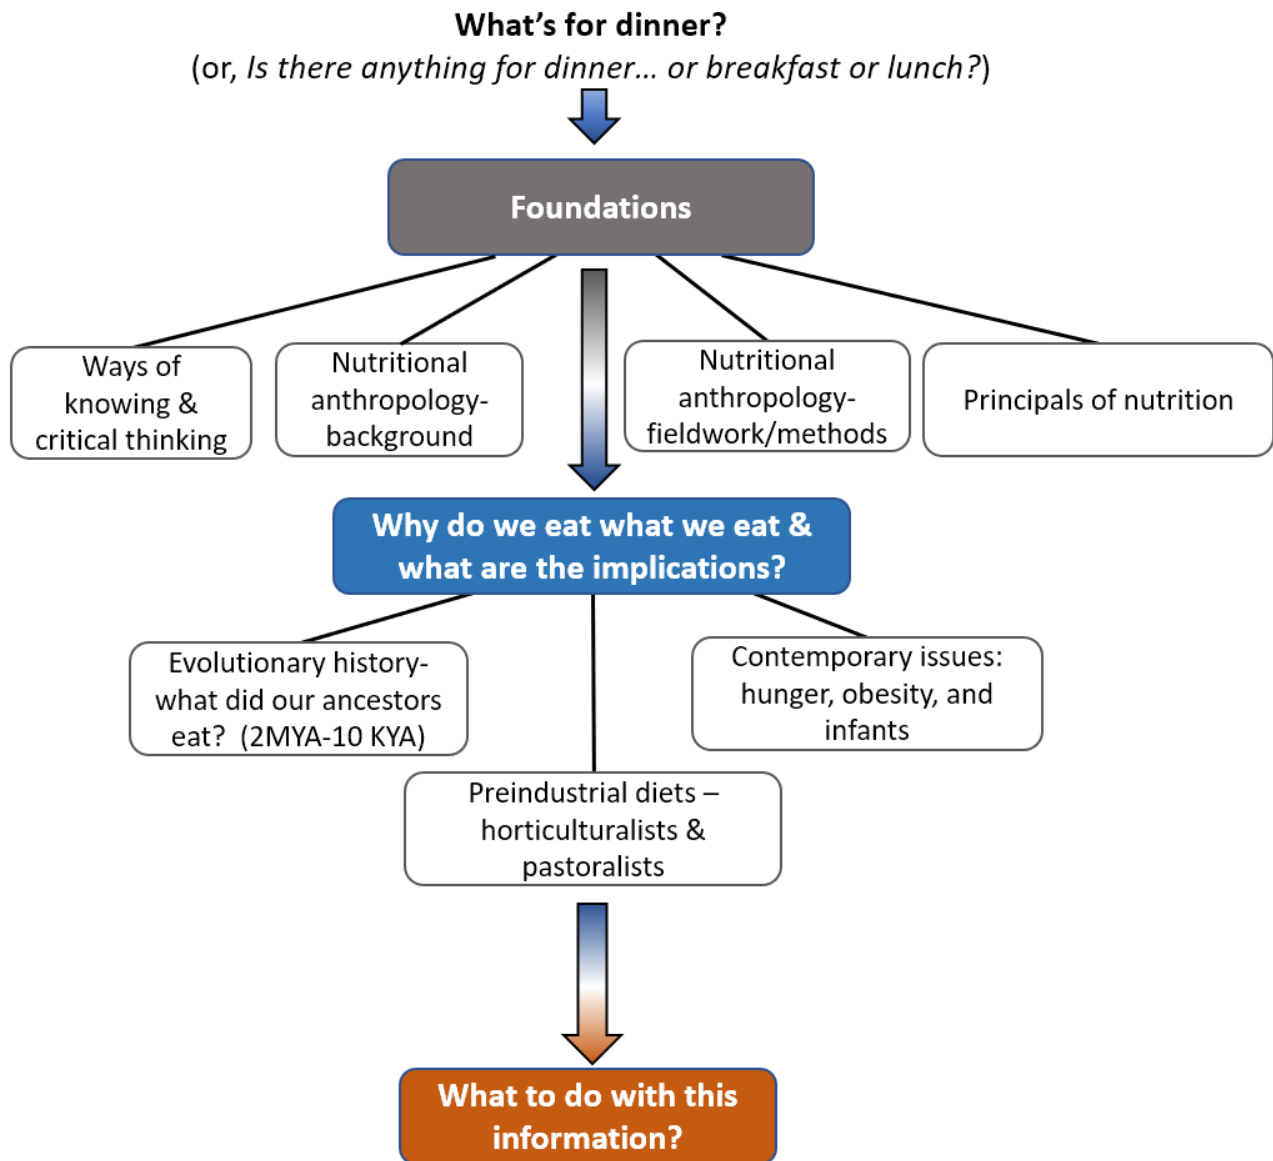 What's for dinner?
(or, Is there anything for dinner... or breakfast or lunch?)
Foundations
Ways of
knowing &
critical thinking
Nutritional
anthropology-
background
Nutritional
anthropology-
fieldwork/methods
Principals of nutrition
Why do we eat what we eat &
what are the implications?
Evolutionary history-
what did our ancestors
eat?  (2MYA-10 KYA)
Contemporary issues:
hunger, obesity, and
infants
Preindustrial diets –
horticulturalists &
pastoralists
What to do with this
information?